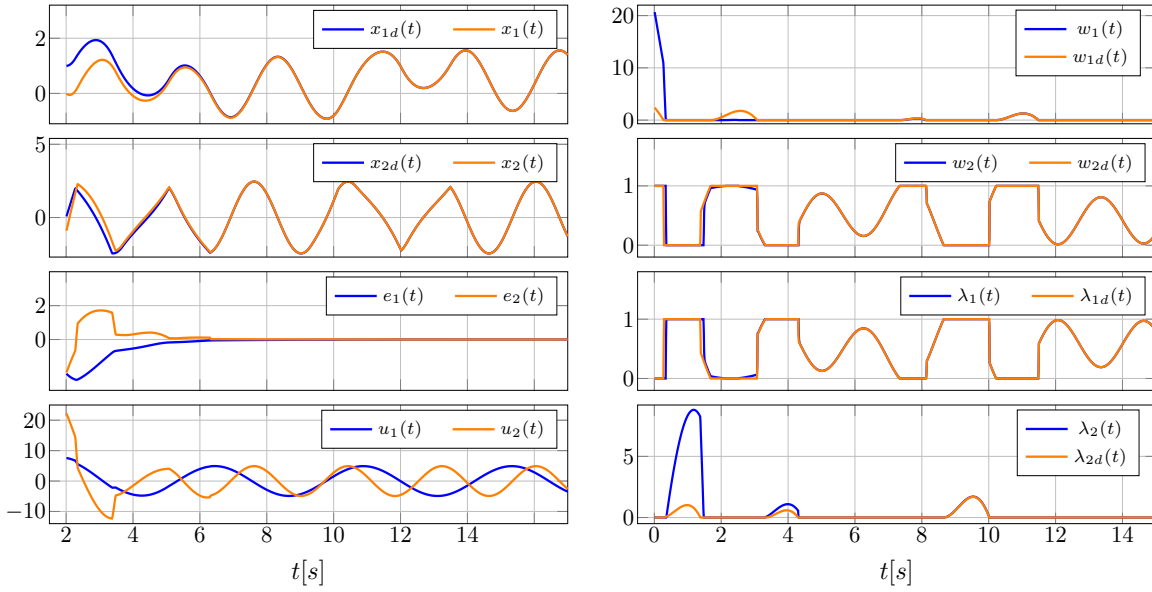 2
0
x_{1d}(t) x_1(t)
5
0
x_{2d}(t) x_2(t)
2
0
e_1(t) e_2(t)
20
10
0
−10
u_1(t) u_2(t)
2 4 6 8 10 12 14 16
t[s]
20
10
0
w_1(t)
w_{1d}(t)
1
0
w_2(t) w_{2d}(t)
1
0
λ_1(t) λ_{1d}(t)
5
0
λ_2(t)
λ_{2d}(t)
0 2 4 6 8 10 12 14
t[s]